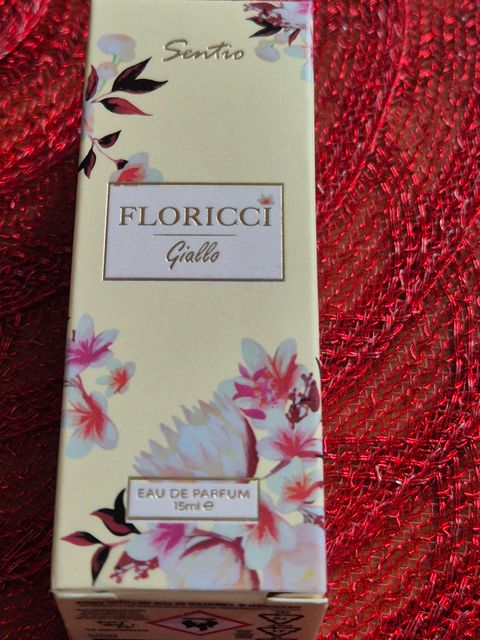 Sentio
FLORICCI
Giallo
EAU DE PARFUM
15ml ℮